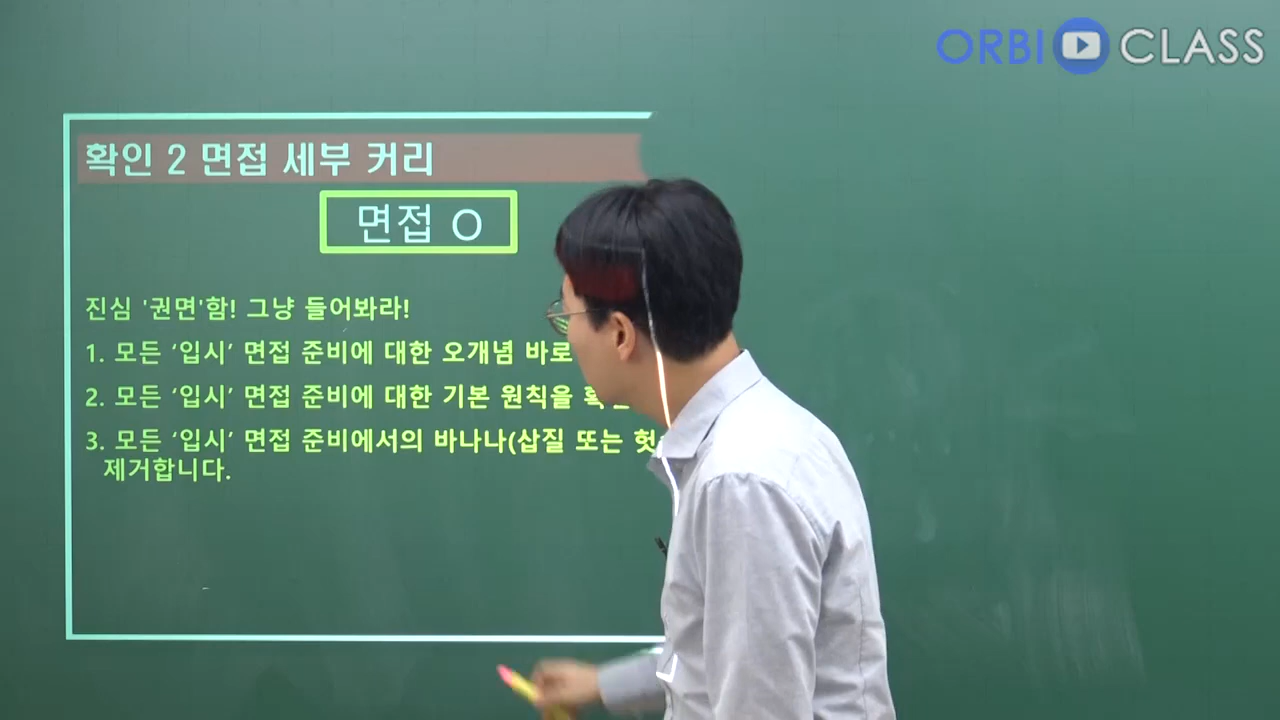 ORBI CLASS
확인 2 면접 세부 커리
면접 O
진심 '권면'함! 그냥 들어봐라!
1. 모든 ‘입시’ 면접 준비에 대한 오개념 바로
2. 모든 ‘입시’ 면접 준비에 대한 기본 원칙을
3. 모든 ‘입시’ 면접 준비에서의 바나나(삽질 또는 헛
제거합니다.